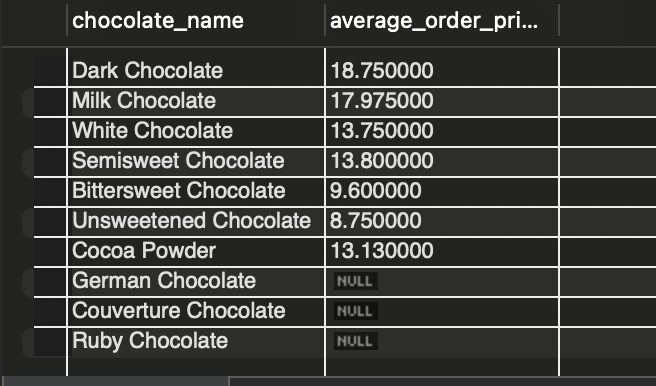 chocolate_name average_order_pri...
Dark Chocolate 18.750000
Milk Chocolate 17.975000
White Chocolate 13.750000
Semisweet Chocolate 13.800000
Bittersweet Chocolate 9.600000
Unsweetened Chocolate 8.750000
Cocoa Powder 13.130000
German Chocolate NULL
Couverture Chocolate NULL
Ruby Chocolate NULL